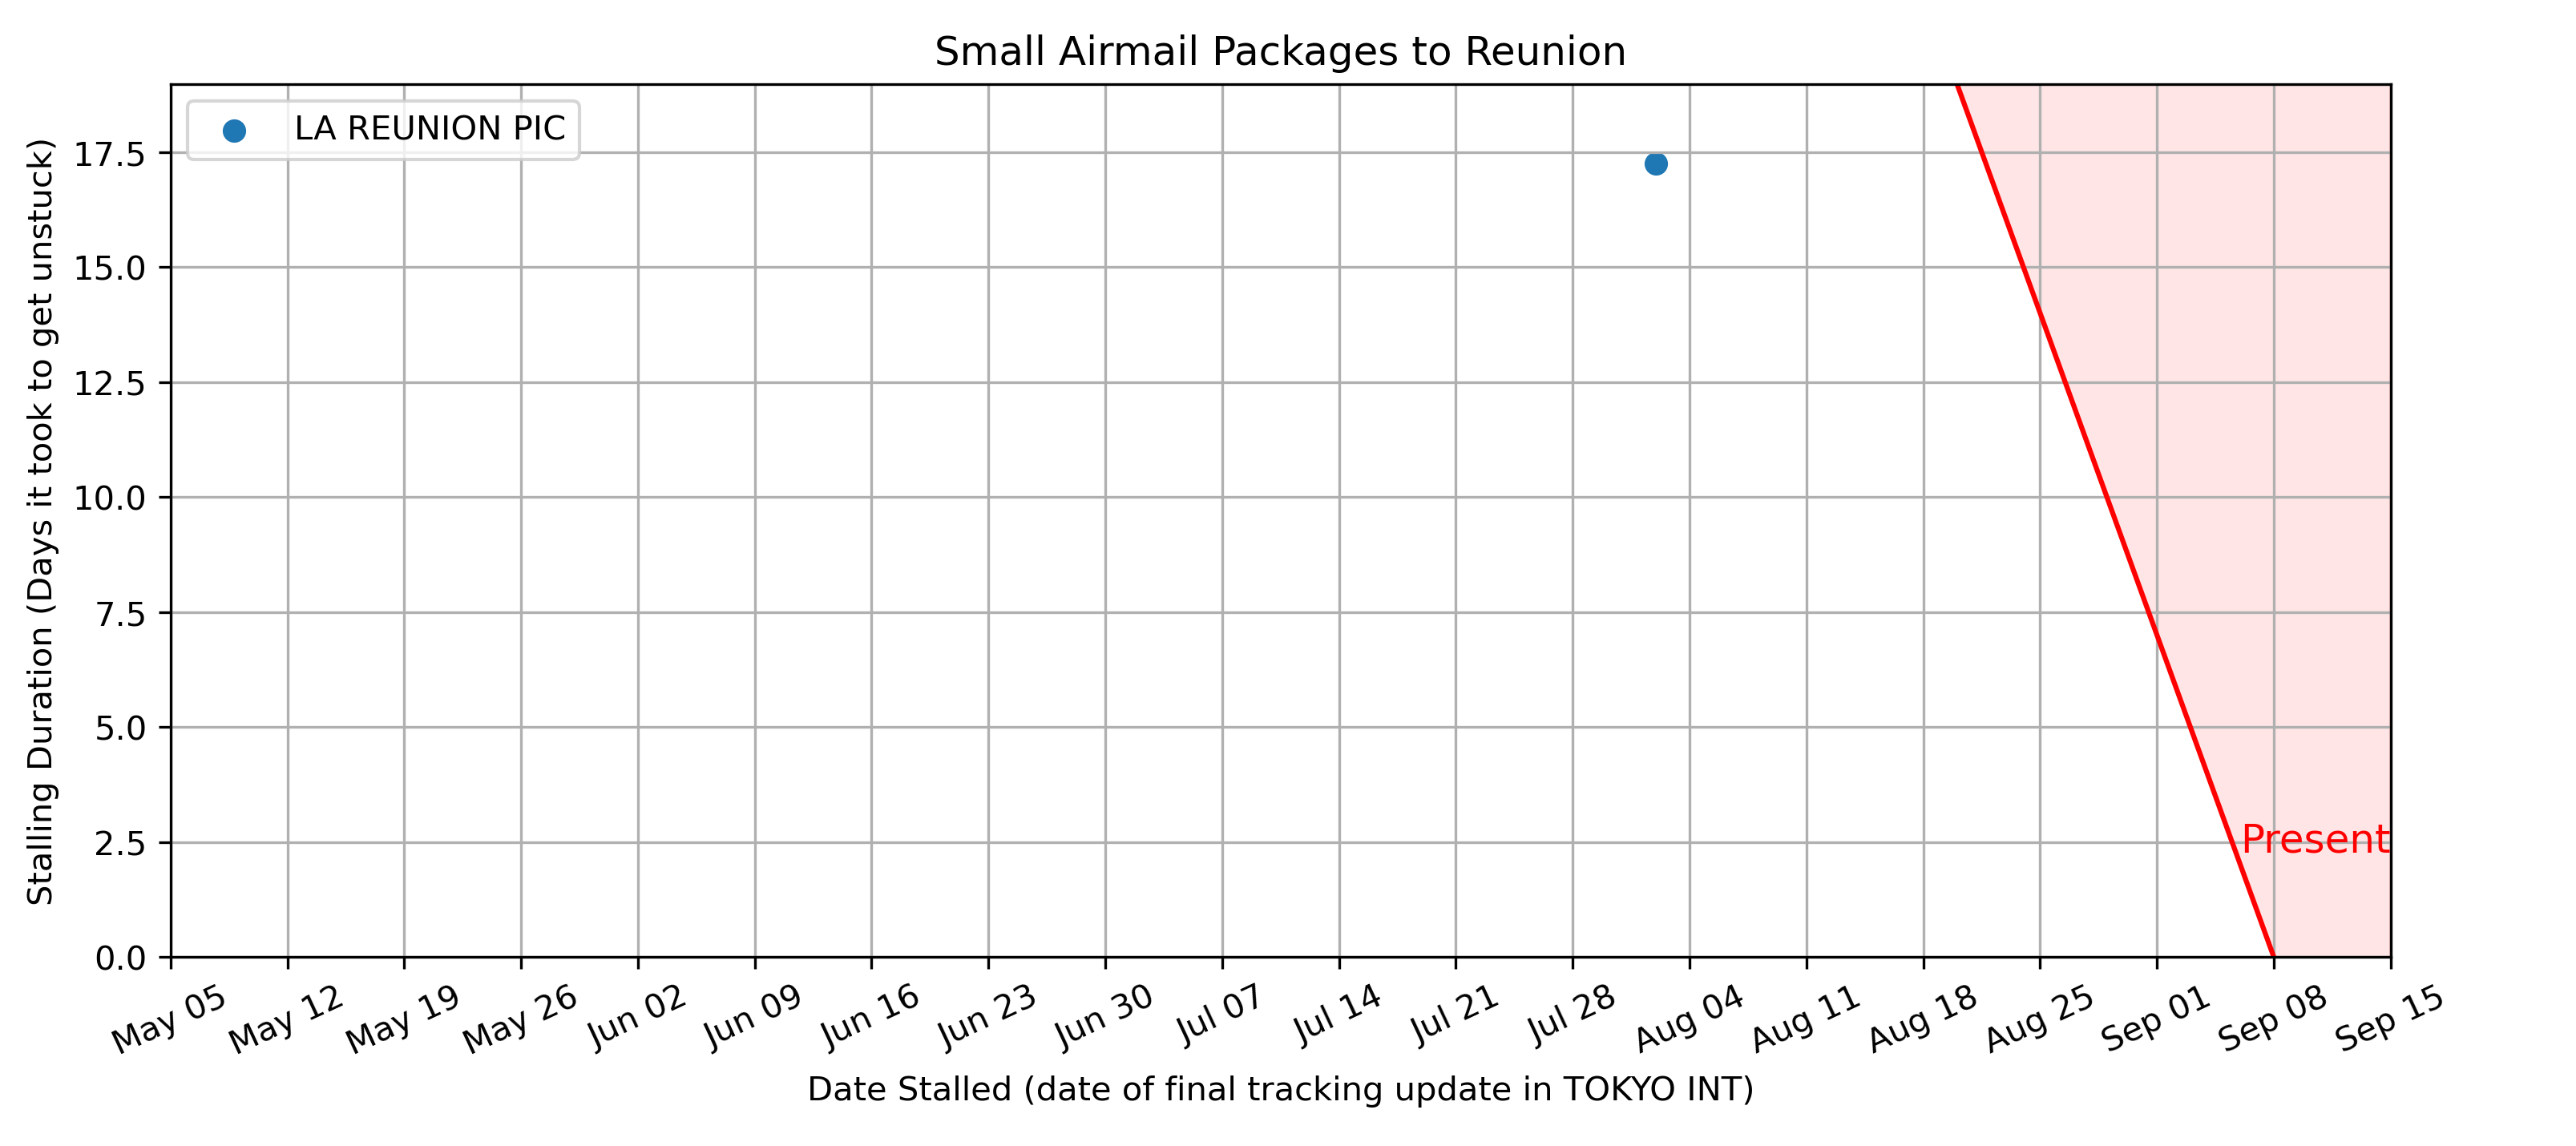 Small Airmail Packages to Reunion
LA REUNION PIC
Stalling Duration (Days it took to get unstuck)
17.5
15.0
12.5
10.0
7.5
5.0
2.5
0.0
Present
May 05 May 12 May 19 May 26 Jun 02 Jun 09 Jun 16 Jun 23 Jun 30 Jul 07 Jul 14 Jul 21 Jul 28 Aug 04 Aug 11 Aug 18 Aug 25 Sep 01 Sep 08 Sep 15
Date Stalled (date of final tracking update in TOKYO INT)